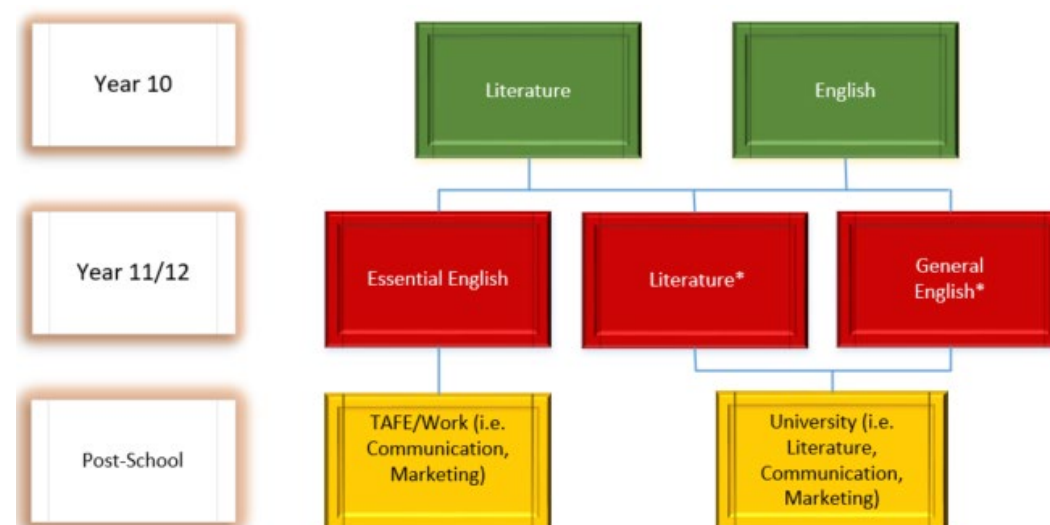 Year 10
Literature
English
Year 11/12
Essential English
Literature*
General
English*
Post-School
TAFE/Work (i.e.
Communication,
Marketing)
University (i.e.
Literature,
Communication,
Marketing)